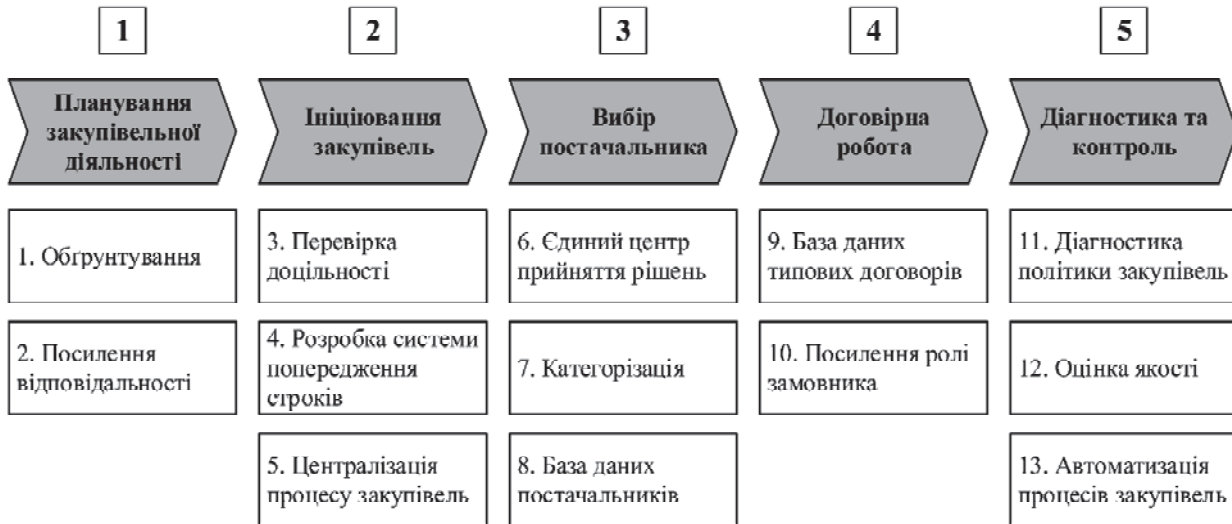 1
2
3
4
5
Планування
закупівельної
діяльності
Ініціювання
закупівель
Вибір
постачальника
Договірна
робота
Діагностика та
контроль
1. Обґрунтування
2. Посилення
відповідальності
3. Перевірка
доцільності
4. Розробка системи
попередження
строків
5. Централізація
процесу закупівель
6. Єдиний центр
прийняття рішень
7. Категорізація
8. База даних
постачальників
9. База даних
типових договорів
10. Посилення ролі
замовника
11. Діагностика
політики закупівель
12. Оцінка якості
13. Автоматизація
процесів закупівель